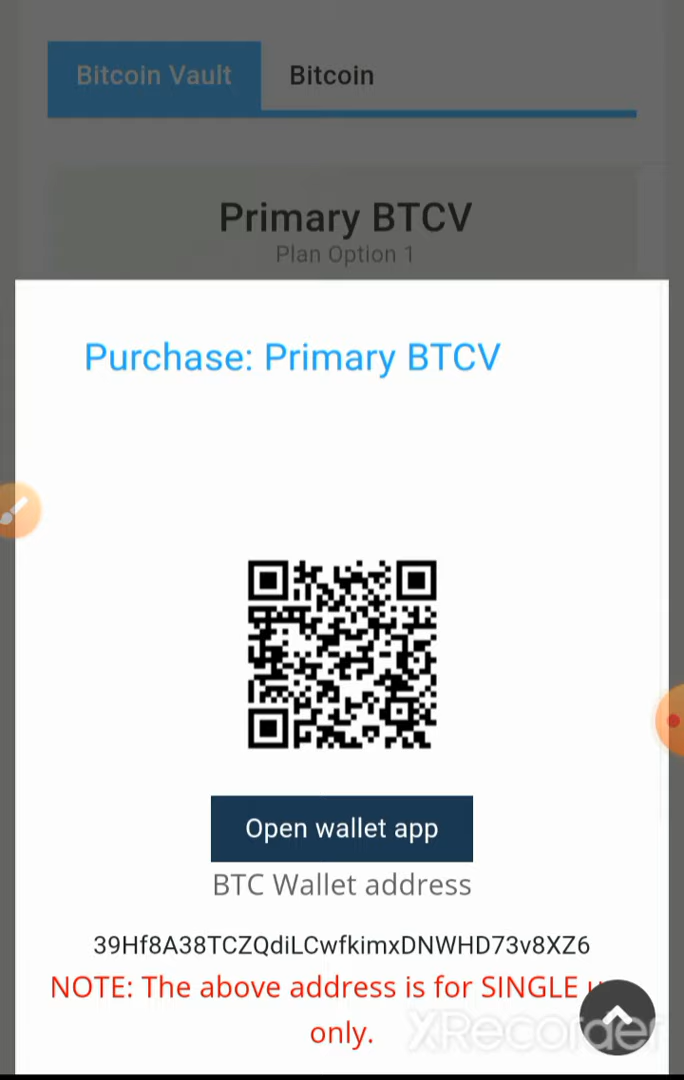 Bitcoin Vault
Bitcoin
Primary BTCV
Plan Option 1
Purchase: Primary BTCV
Open wallet app
BTC Wallet address
39Hf8A38TCZQdiLCwfkimxDNWHD73v8XZ6
NOTE: The above address is for SINGLE
only.
XRecorder